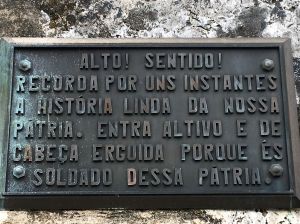 ALTO! SENTIDO!
RECORDA POR UNS INSTANTES
A HISTÓRIA LINDA DA NOSSA
PÁTRIA. ENTRA ALTIVO E DE
CABEÇA ERGUIDA PORQUE ÉS
SOLDADO DESSA PÁTRIA